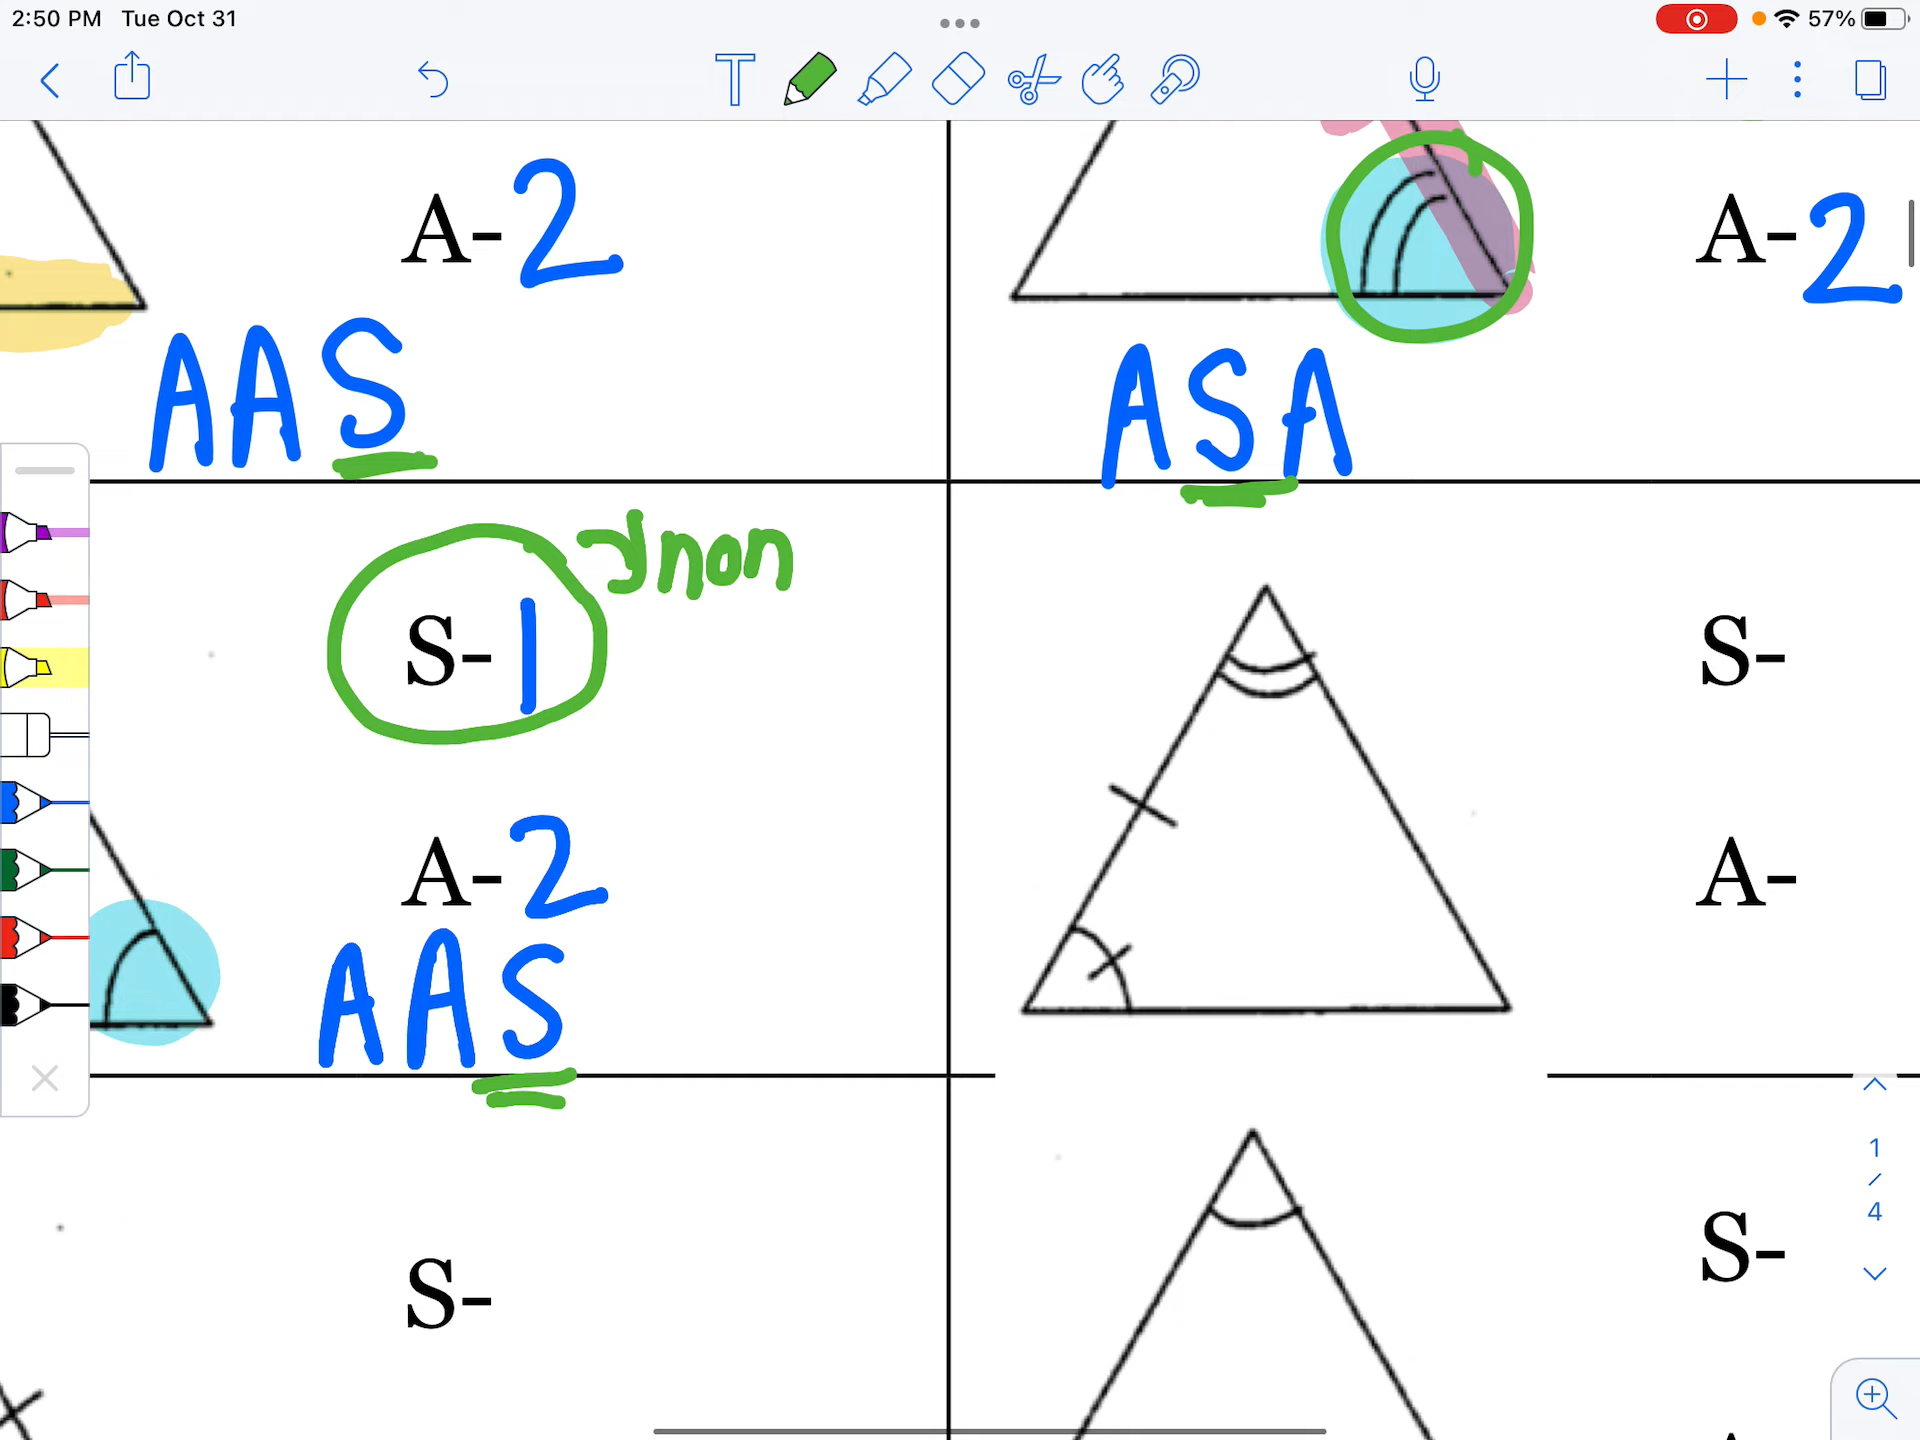 2:50 PM Tue Oct 31
57%
T
A-2
A-2
AAS
ASA
non
S-1
S-
A-2
A-
AAS
1
/
4
S-
S-